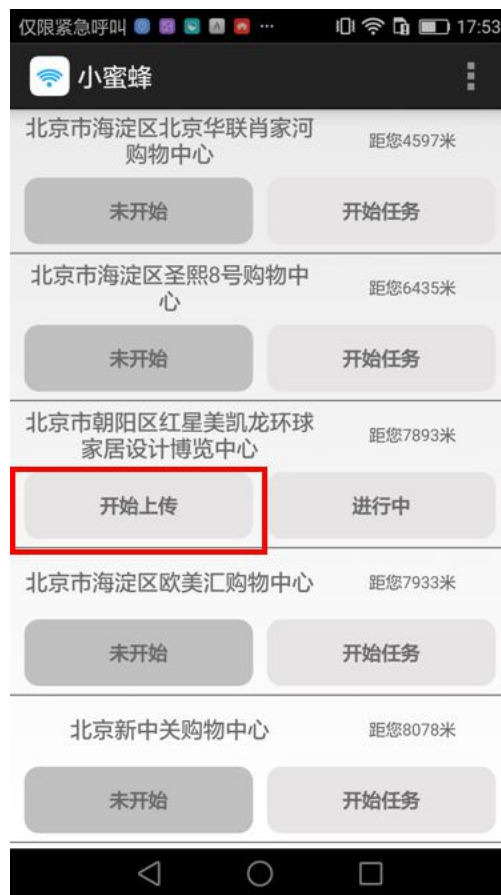 仅限紧急呼叫 ... 17:53
小蜜蜂
北京市海淀区北京华联肖家河
购物中心
距您4597米
未开始 开始任务
北京市海淀区圣熙8号购物中
心
距您6435米
未开始 开始任务
北京市朝阳区红星美凯龙环球
家居设计博览中心
距您7893米
开始上传 进行中
北京市海淀区欧美汇购物中心 距您7933米
未开始 开始任务
北京新中关购物中心 距您8078米
未开始 开始任务